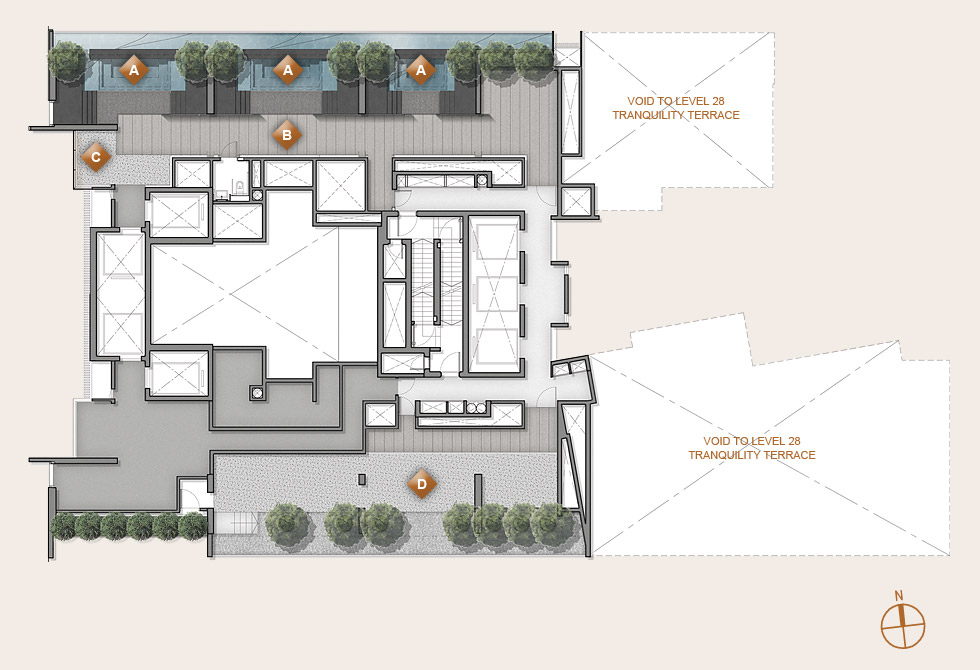 A A A
VOID TO LEVEL 28
TRANQUILITY TERRACE
B
C
VOID TO LEVEL 28
TRANQUILITY TERRACE
D
N